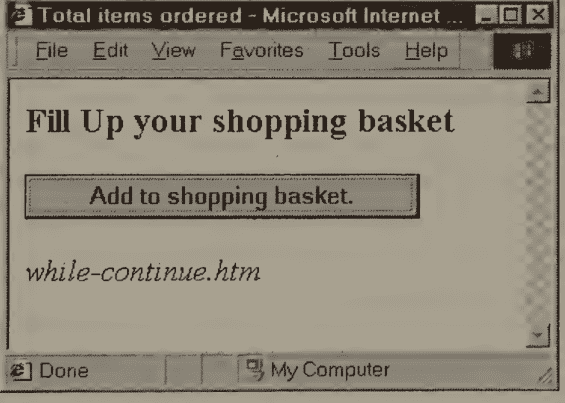 Total items ordered - Microsoft Internet ...
File Edit View Favorites Tools Help
Fill Up your shopping basket
Add to shopping basket.
while-continue.htm
Done My Computer